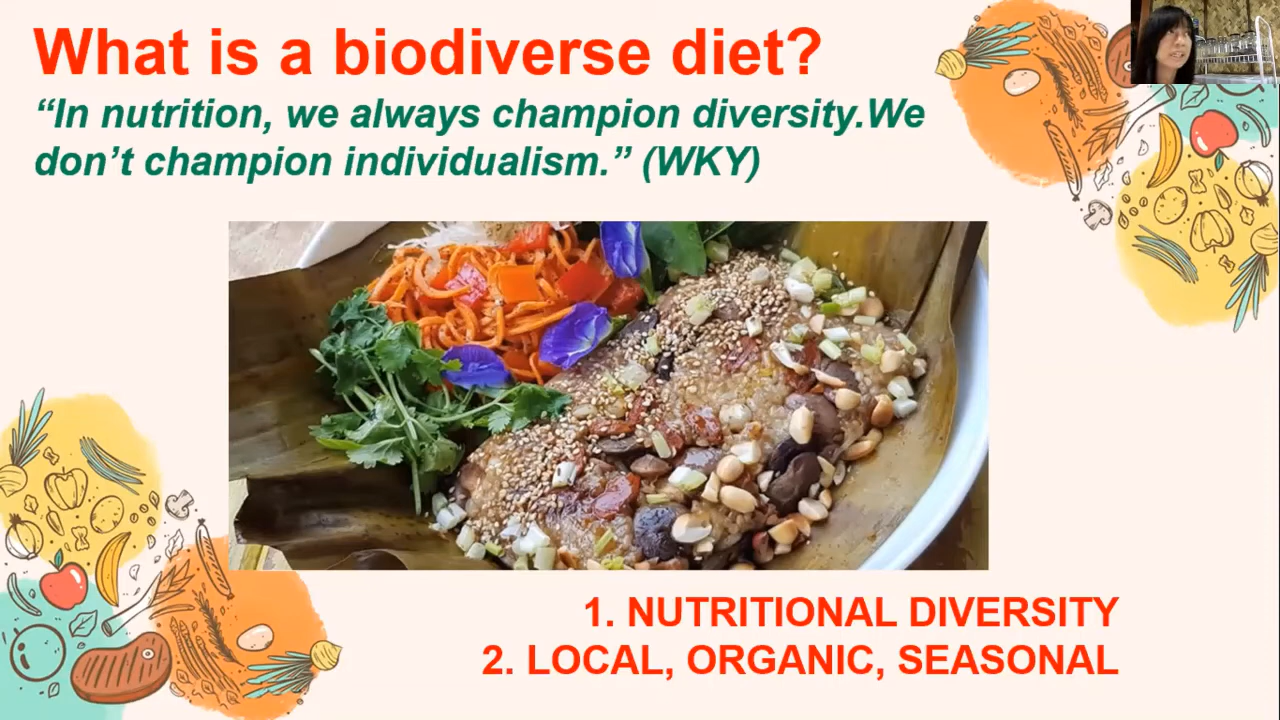 What is a biodiverse diet?
“In nutrition, we always champion diversity.We
don’t champion individualism.” (WKY)
1. NUTRITIONAL DIVERSITY
2. LOCAL, ORGANIC, SEASONAL